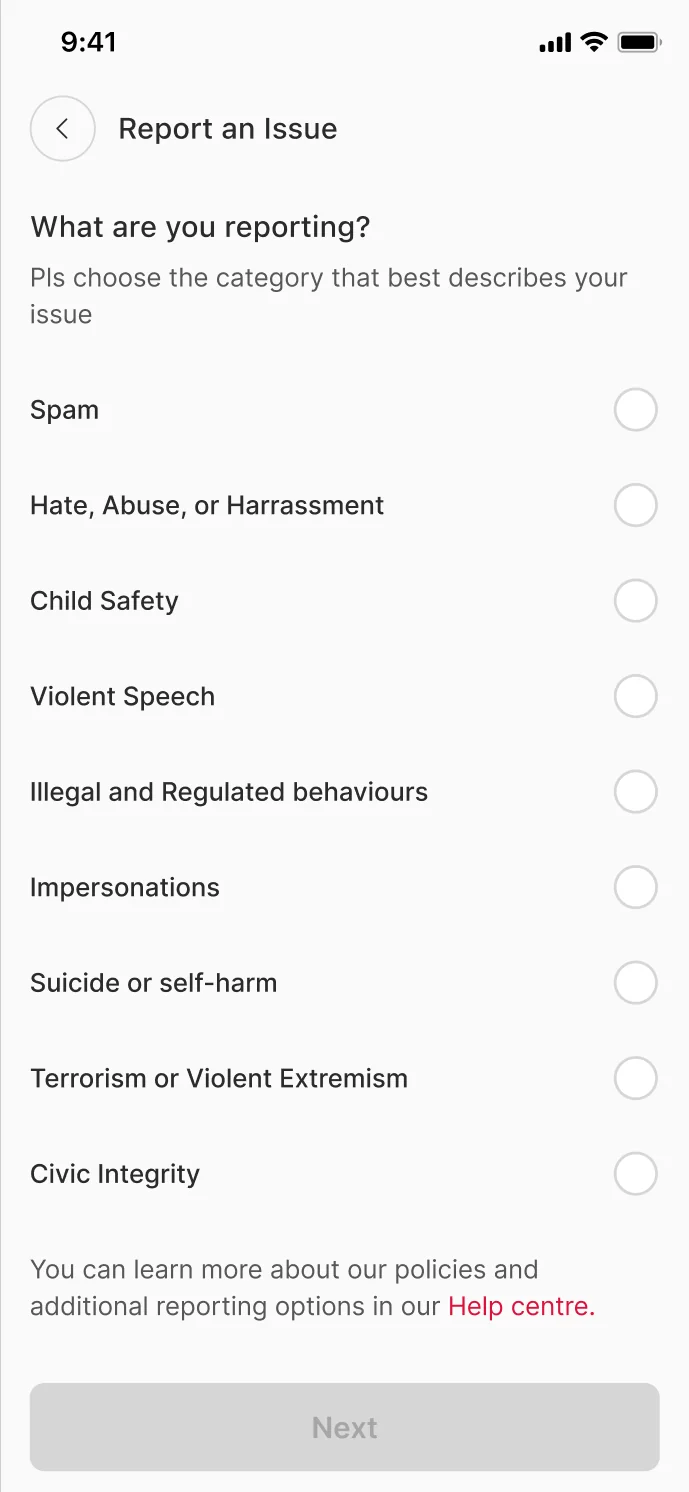 9:41
Report an Issue
What are you reporting?
Pls choose the category that best describes your
issue
Spam
Hate, Abuse, or Harrassment
Child Safety
Violent Speech
Illegal and Regulated behaviours
Impersonations
Suicide or self-harm
Terrorism or Violent Extremism
Civic Integrity
You can learn more about our policies and
additional reporting options in our Help centre.
Next